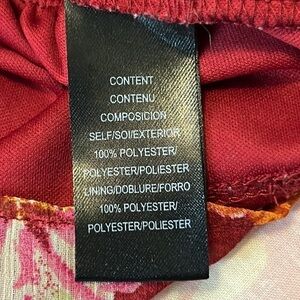 CONTENT
CONTENU
COMPOSICION
SELF/SOI/EXTERIOR
100% POLYESTER/
POLYESTER/POLIESTER
LINING/DOBLURE/FORRO
100% POLYESTER/
POLYESTER/POLIESTER